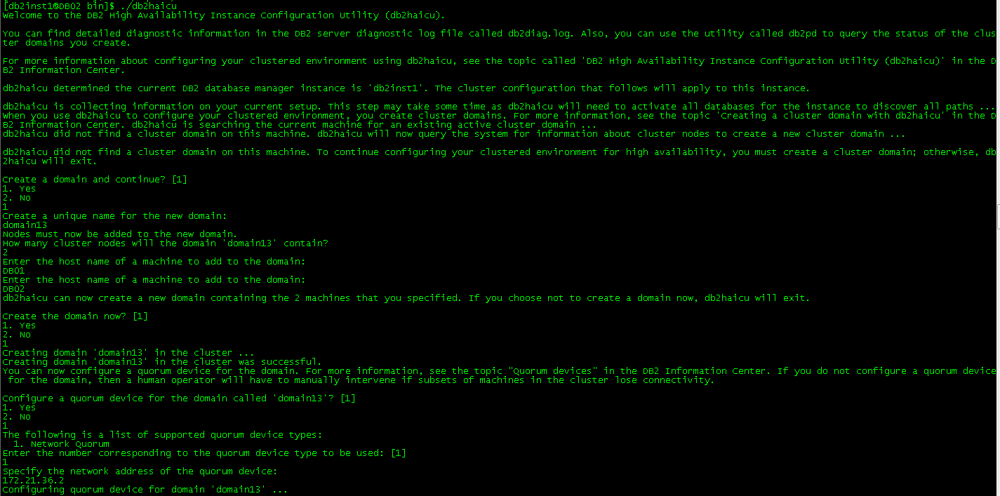 [db2inst1@DB02 bin]$ ./db2haicu
Welcome to the DB2 High Availability Instance Configuration Utility (db2haicu).
You can find detailed diagnostic information in the DB2 server diagnostic log file called db2diag.log. Also, you can use the utility called db2pd to query the status of the clus
ter domains you create.
For more information about configuring your clustered environment using db2haicu, see the topic called 'DB2 High Availability Instance Configuration Utility (db2haicu)' in the D
B2 Information Center.
db2haicu determined the current DB2 database manager instance is 'db2inst1'. The cluster configuration that follows will apply to this instance.
db2haicu is collecting information on your current setup. This step may take some time as db2haicu will need to activate all databases for the instance to discover all paths ...
When you use db2haicu to configure your clustered environment, you create cluster domains. For more information, see the topic 'Creating a cluster domain with db2haicu' in the D
B2 Information Center. db2haicu is searching the current machine for an existing active cluster domain ...
db2haicu did not find a cluster domain on this machine. db2haicu will now query the system for information about cluster nodes to create a new cluster domain ...
db2haicu did not find a cluster domain on this machine. To continue configuring your clustered environment for high availability, you must create a cluster domain; otherwise, db
2haicu will exit.
Create a domain and continue? [1]
1. Yes
2. No
1
Create a unique name for the new domain:
domain13
Nodes must now be added to the new domain.
How many cluster nodes will the domain 'domain13' contain?
2
Enter the host name of a machine to add to the domain:
DB01
Enter the host name of a machine to add to the domain:
DB02
db2haicu can now create a new domain containing the 2 machines that you specified. If you choose not to create a domain now, db2haicu will exit.
Create the domain now? [1]
1. Yes
2. No
1
Creating domain 'domain13' in the cluster ...
Creating domain 'domain13' in the cluster was successful.
You can now configure a quorum device for the domain. For more information, see the topic "Quorum devices" in the DB2 Information Center. If you do not configure a quorum device
for the domain, then a human operator will have to manually intervene if subsets of machines in the cluster lose connectivity.
Configure a quorum device for the domain called 'domain13'? [1]
1. Yes
2. No
1
The following is a list of supported quorum device types:
1. Network Quorum
Enter the number corresponding to the quorum device type to be used: [1]
1
Specify the network address of the quorum device:
172.21.36.2
Configuring quorum device for domain 'domain13' ...